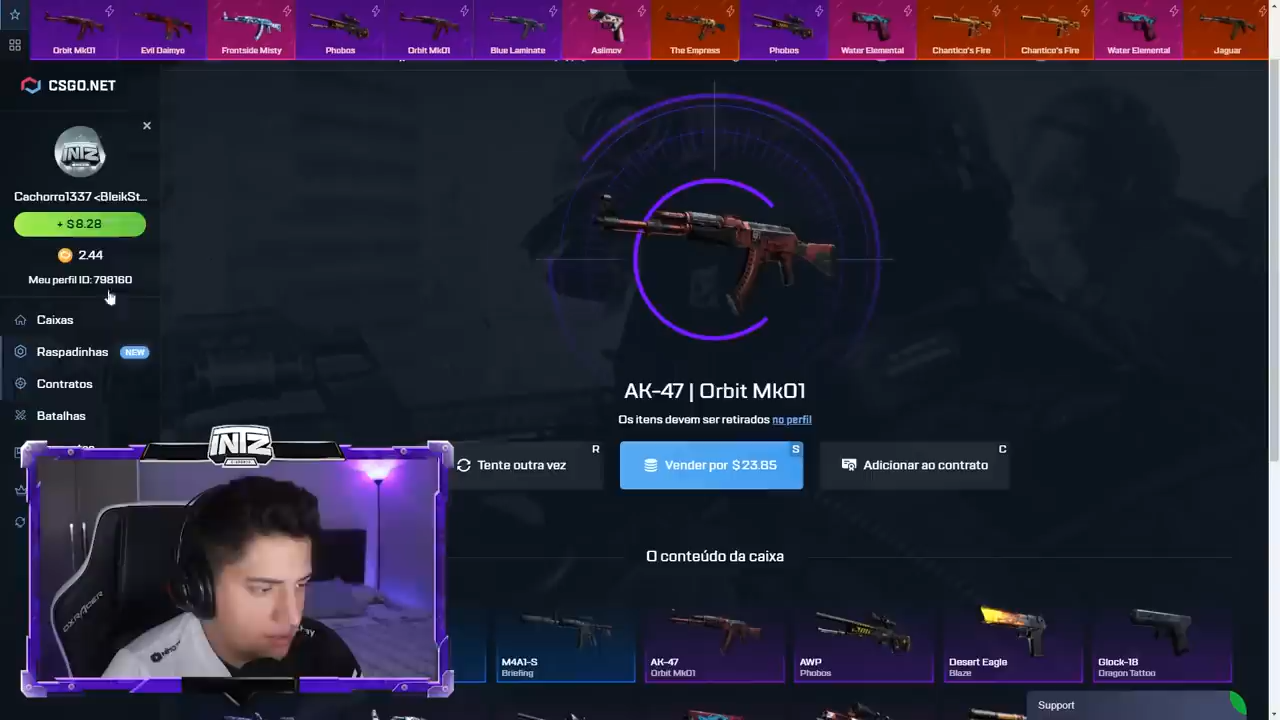 Orbit Mk01
Evil Daimyo
Frontside Misty
Phobos
Orbit Mk01
Blue Laminate
Asiimov
The Empress
Phobos
Water Elemental
Chantico's Fire
Chantico's Fire
Water Elemental
Jaguar
CSGO.NET
INTZ
Cachorro1337 <BleikSt...
+ $8.28
2.44
Meu perfil ID: 798160
Caixas
Raspadinhas NEW
Contratos
Batalhas
AK-47 | Orbit Mk01
Os itens devem ser retirados no perfil
Tente outra vez R
Vender por $23.85 S
Adicionar ao contrato C
O conteúdo da caixa
M4A1-S
Briefing
AK-47
Orbit Mk01
AWP
Phobos
Desert Eagle
Blaze
Glock-18
Dragon Tattoo
Support
INTZ
DXRACER